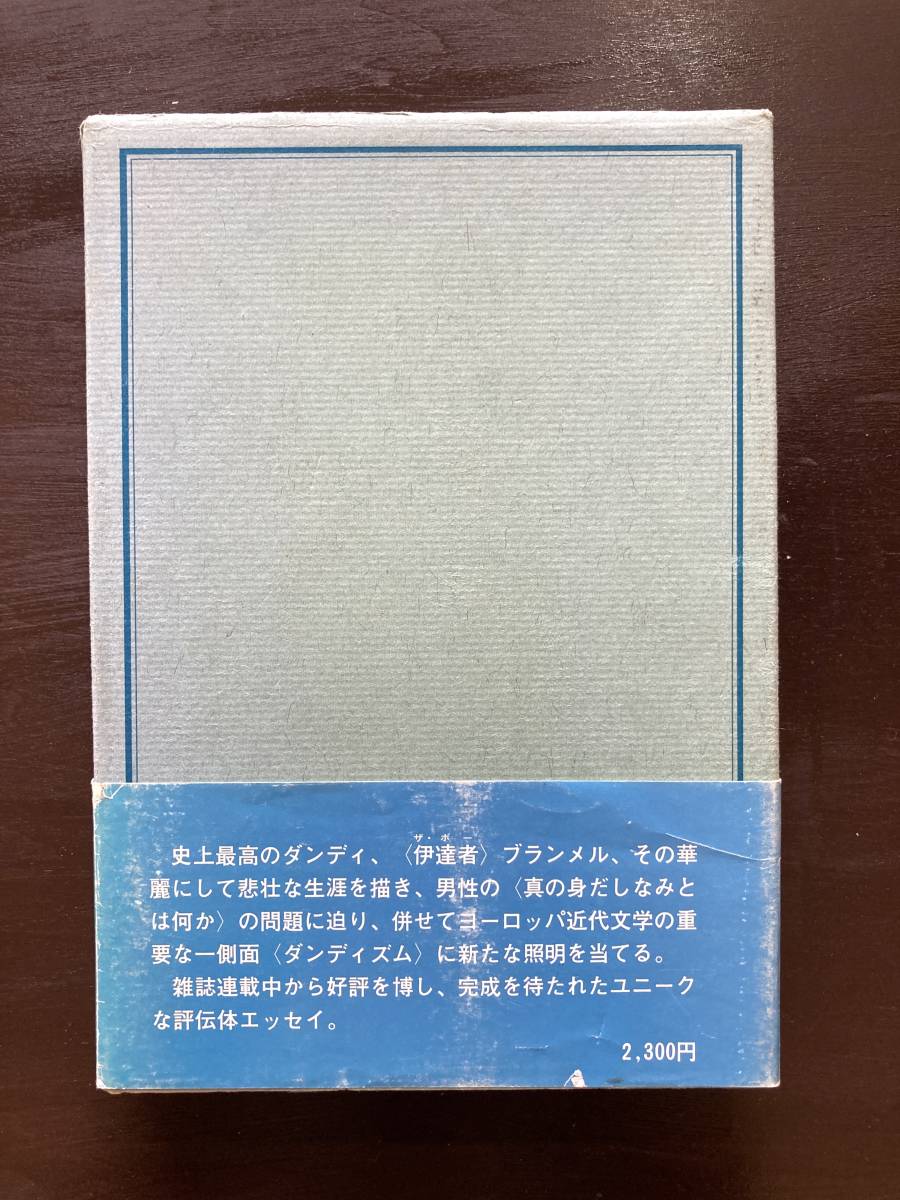 史上最高のダンディ、〈伊達者〉ブランメル、その華
ザ・ボー
麗にして悲壮な生涯を描き、男性の〈真の身だしなみと
は何か〉の問題に迫り、併せてヨーロッパ近代文学の重
要な一側面〈ダンディズム〉に新たな照明を当てる。
雑誌連載中から好評を博し、完成を待たれたユニーク
な評伝体エッセイ。
2,300円